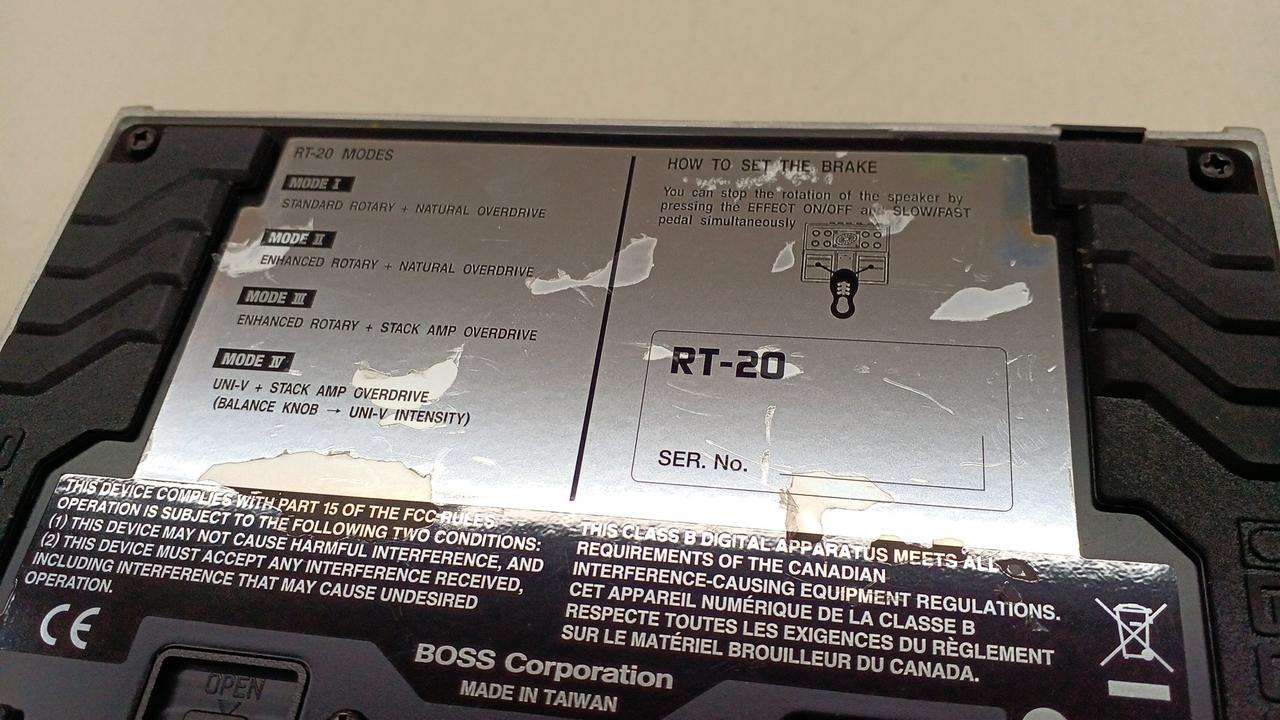 RT-20 MODES
MODE I
STANDARD ROTARY + NATURAL OVERDRIVE
MODE II
ENHANCED ROTARY + NATURAL OVERDRIVE
MODE III
ENHANCED ROTARY + STACK AMP OVERDRIVE
MODE IV
UNI-V + STACK AMP OVERDRIVE
(BALANCE KNOB → UNI-V INTENSITY)
HOW TO SET THE BRAKE
You can stop the rotation of the speaker by
pressing the EFFECT ON/OFF and SLOW/FAST
pedal simultaneously
RT-20
SER. No.
THIS DEVICE COMPLIES WITH PART 15 OF THE FCC RULES
OPERATION IS SUBJECT TO THE FOLLOWING TWO CONDITIONS:
(1) THIS DEVICE MAY NOT CAUSE HARMFUL INTERFERENCE, AND
(2) THIS DEVICE MUST ACCEPT ANY INTERFERENCE RECEIVED,
INCLUDING INTERFERENCE THAT MAY CAUSE UNDESIRED
OPERATION.
CE
THIS CLASS B DIGITAL APPARATUS MEETS ALL
REQUIREMENTS OF THE CANADIAN
INTERFERENCE-CAUSING EQUIPMENT REGULATIONS.
CET APPAREIL NUMÉRIQUE DE LA CLASSE B
RESPECTE TOUTES LES EXIGENCES DU RÈGLEMENT
SUR LE MATÉRIEL BROUILLEUR DU CANADA.
BOSS Corporation
MADE IN TAIWAN
OPEN